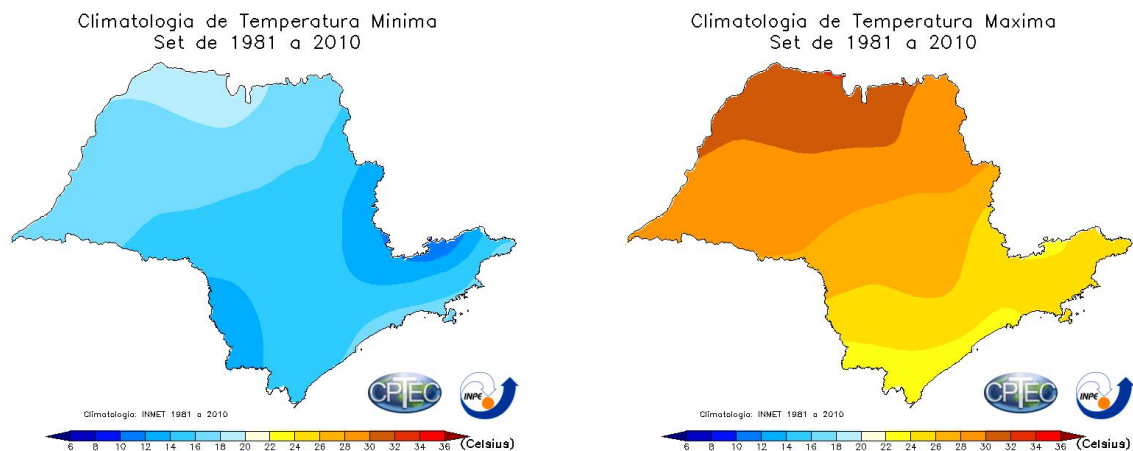 Climatologia de Temperatura Minima
Set de 1981 a 2010
CPTEC
INPE
Climatologia: INNET 1981 a 2010
6 8 10 12 14 16 18 20 22 24 26 28 30 32 34 36 (Celsius)
Climatologia de Temperatura Maxima
Set de 1981 a 2010
CPTEC
INPE
Climatologia: INNET 1981 a 2010
6 8 10 12 14 16 18 20 22 24 26 28 30 32 34 36 (Celsius)